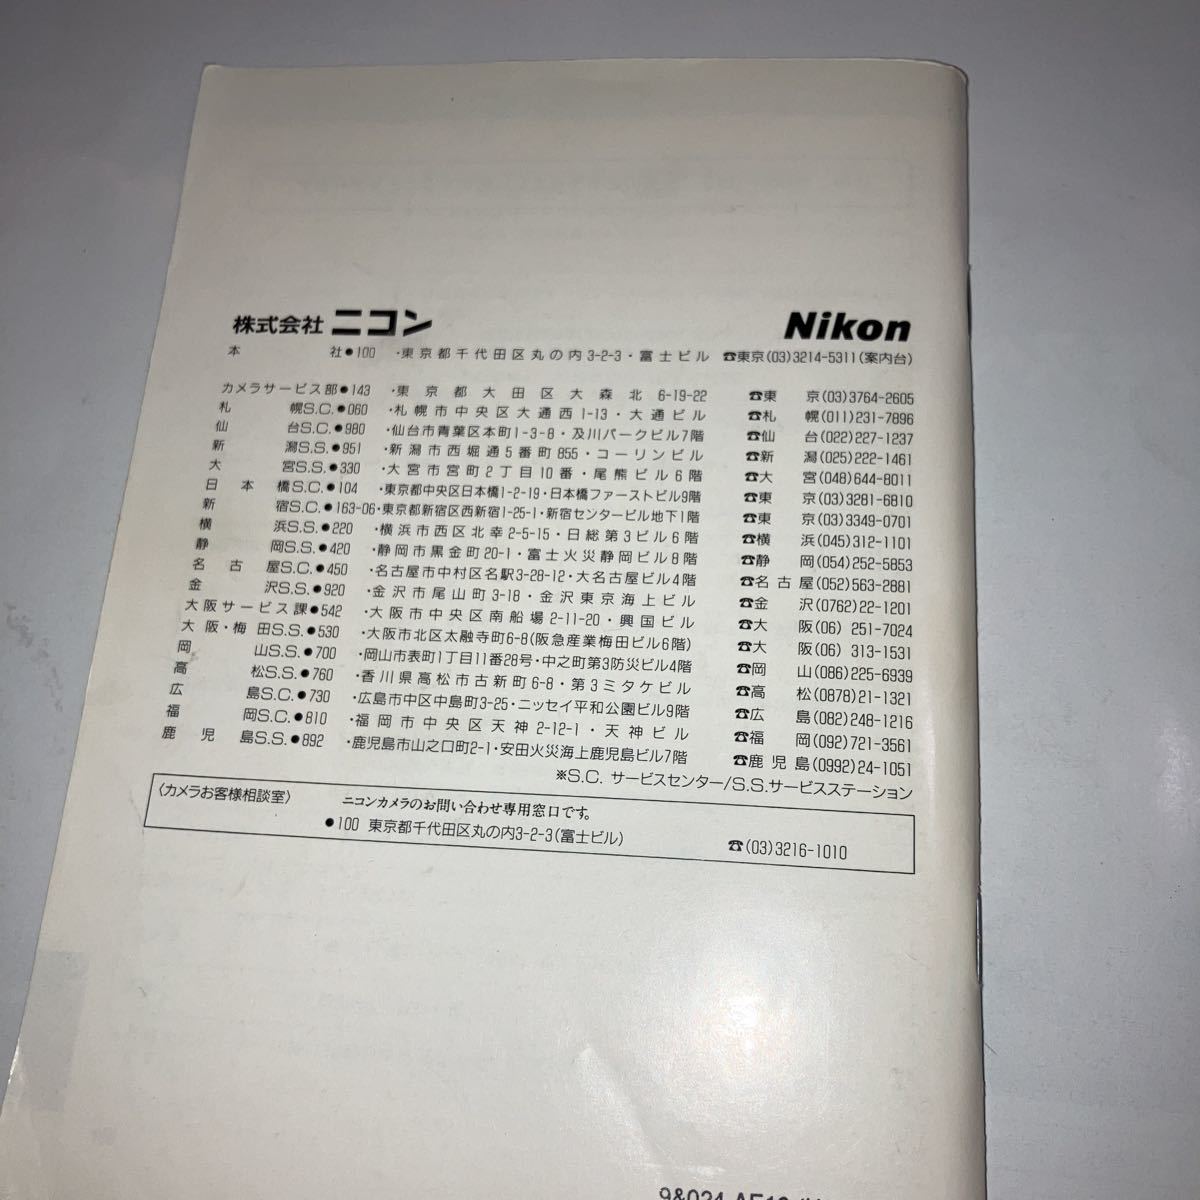 株式会社 ニコン Nikon
本社●100 ・東京都千代田区丸の内3-2-3・富士ビル ☎東京(03)3214-5311(案内台)
カメラサービス部●143 ・東京都大田区大森北6-19-22 ☎東京(03)3764-2605
札幌S.C.●060 ・札幌市中央区大通西1-13・大通ビル ☎札幌(011)231-7896
仙台S.C.●980 ・仙台市青葉区本町1-3-8・及川パークビル7階 ☎仙台(022)227-1237
新潟S.S.●951 ・新潟市西堀通5番町855・コーリンビル ☎新潟(025)222-1461
大宮S.S.●330 ・大宮市宮町2丁目10番・尾熊ビル6階 ☎大宮(048)644-8011
日本橋S.C.●104 ・東京都中央区日本橋1-2-19・日本橋ファーストビル9階 ☎東京(03)3281-6810
新宿S.C.●163-06・東京都新宿区西新宿1-25-1・新宿センタービル地下1階 ☎東京(03)3349-0701
横浜S.S.●220 ・横浜市西区北幸2-5-15・日総第3ビル6階 ☎横浜(045)312-1101
静岡S.S.●420 ・静岡市黒金町20-1・富士火災静岡ビル8階 ☎静岡(054)252-5853
名古屋S.C.●450 ・名古屋市中村区名駅3-28-12・大名古屋ビル4階 ☎名古屋(052)563-2881
金沢S.S.●920 ・金沢市尾山町3-18・金沢東京海上ビル ☎金沢(0762)22-1201
大阪サービス課●542 ・大阪市中央区南船場2-11-20・興国ビル ☎大阪(06)251-7024
大阪・梅田S.S.●530 ・大阪市北区太融寺町6-8(阪急産業梅田ビル6階) ☎大阪(06)313-1531
岡山S.S.●700 ・岡山市表町1丁目11番28号・中之町第3防災ビル4階 ☎岡山(086)225-6939
高松S.S.●760 ・香川県高松市古新町6-8・第3ミタケビル ☎高松(0878)21-1321
広島S.C.●730 ・広島市中区中島町3-25・ニッセイ平和公園ビル9階 ☎広島(082)248-1216
福岡S.C.●810 ・福岡市中央区天神2-12-1・天神ビル ☎福岡(092)721-3561
鹿児島S.S.●892 ・鹿児島市山之口町2-1・安田火災海上鹿児島ビル7階 ☎鹿児島(0992)24-1051
※S.C. サービスセンター/S.S.サービスステーション
〈カメラお客様相談室〉 ニコンカメラのお問い合わせ専用窓口です。
●100 東京都千代田区丸の内3-2-3(富士ビル) ☎(03)3216-1010